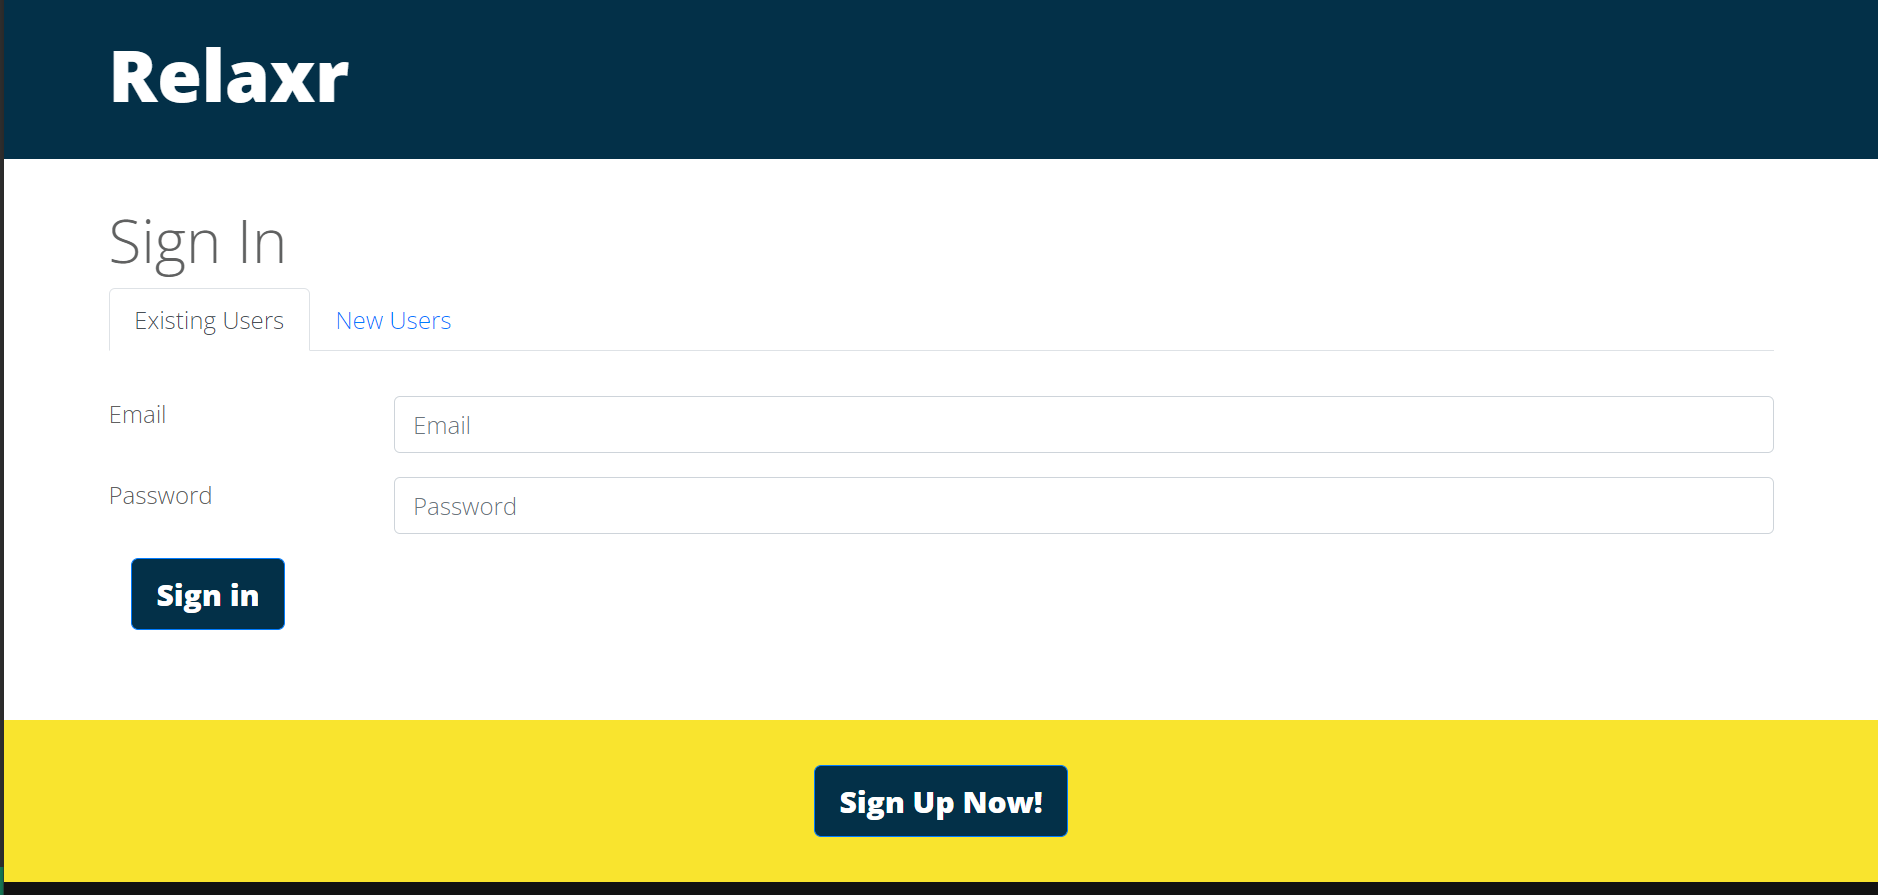 Relaxr
Sign In
Existing Users New Users
Email Email
Password Password
Sign in
Sign Up Now!